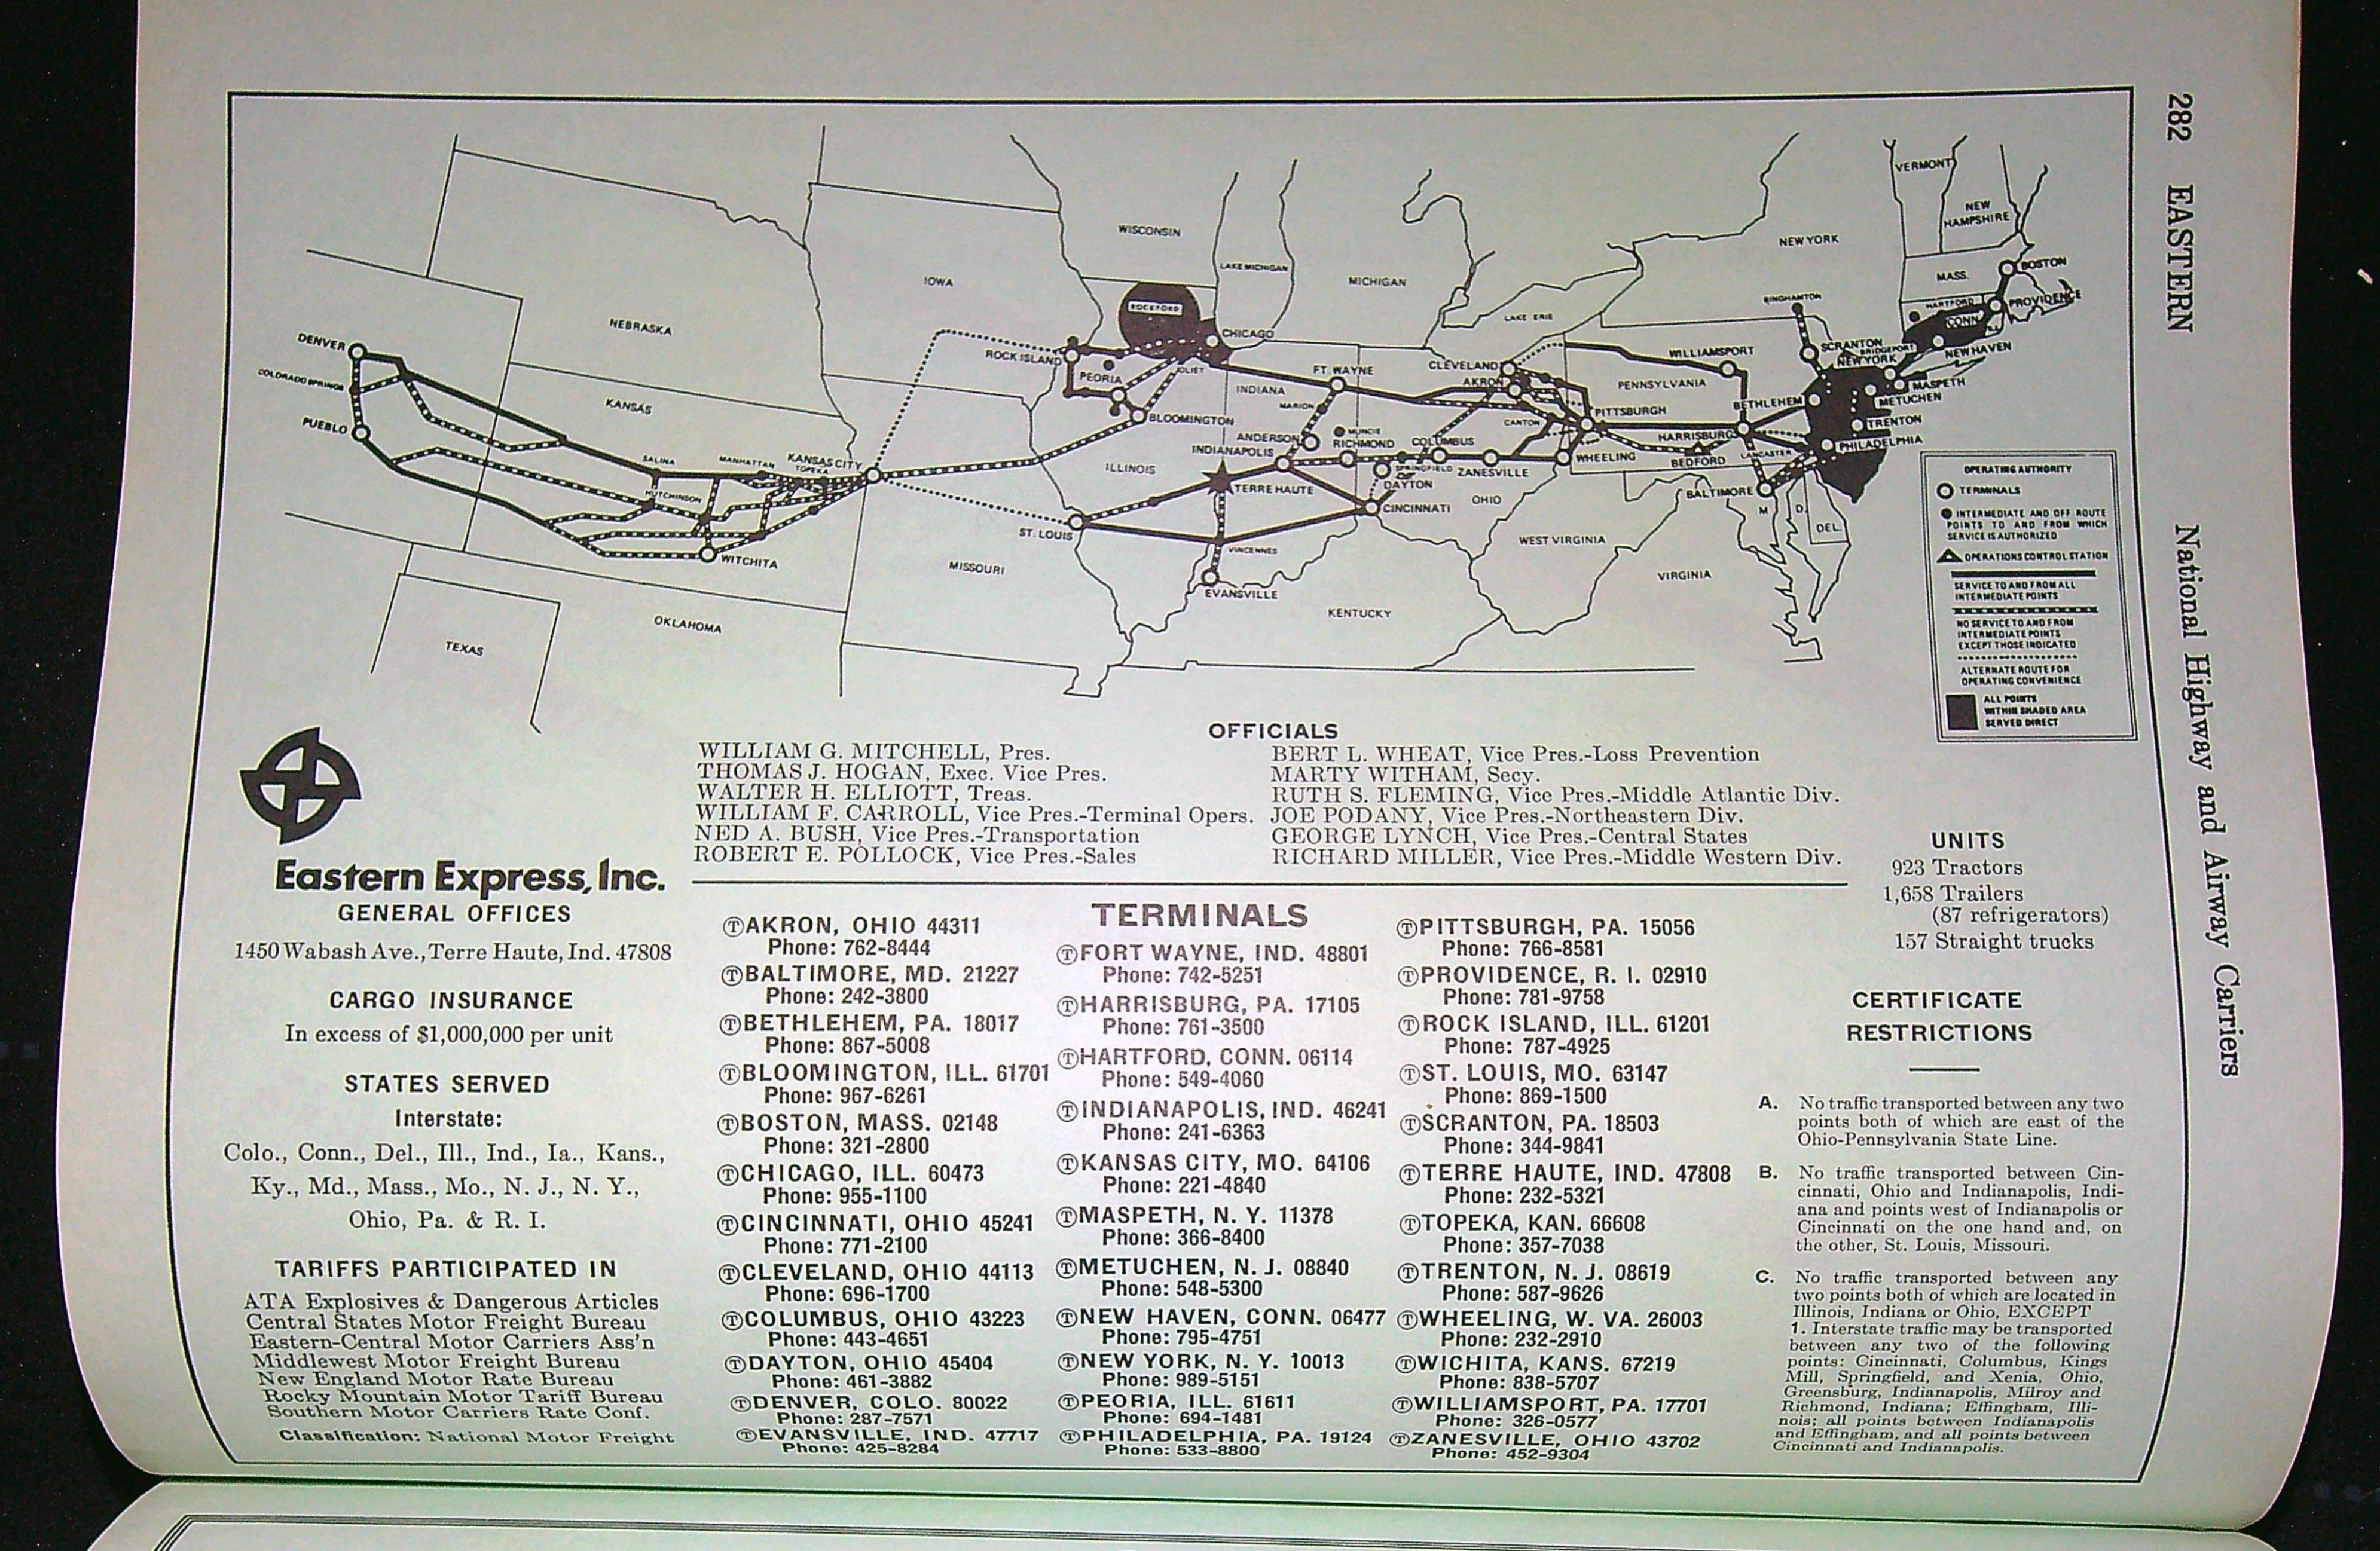 282 EASTERN National Highway and Airway Carriers
VERMONT
NEW
HAMPSHIRE
WISCONSIN
NEW YORK
LAKE MICHIGAN
MASS.
BOSTON
IOWA
MICHIGAN
BINGHAMTON
HARTFORD
PROVIDENCE
ROCKFORD
NEBRASKA
LAKE ERIE
CONN
R.I.
DENVER
CHICAGO
SCRANTON
BRIDGEPORT
NEW HAVEN
ROCK ISLAND
WILLIAMSPORT
NEW YORK
COLORADO SPRINGS
PEORIA
JOLIET
FT. WAYNE
CLEVELAND
AKRON
PENNSYLVANIA
MASPETH
INDIANA
BETHLEHEM
METUCHEN
KANSAS
MARION
PITTSBURGH
PUEBLO
BLOOMINGTON
CANTON
TRENTON
ANDERSON
MUNCIE
RICHMOND
COLUMBUS
HARRISBURG
PHILADELPHIA
INDIANAPOLIS
WHEELING
BEDFORD
LANCASTER
SALINA
MANHATTAN
TOPEKA
KANSAS CITY
ILLINOIS
SPRINGFIELD
ZANESVILLE
DAYTON
HUTCHINSON
TERRE HAUTE
OHIO
BALTIMORE
CINCINNATI
M
D.
DEL.
ST. LOUIS
VINCENNES
WEST VIRGINIA
WITCHITA
MISSOURI
EVANSVILLE
VIRGINIA
KENTUCKY
OKLAHOMA
TEXAS
OPERATING AUTHORITY
TERMINALS
INTERMEDIATE AND OFF ROUTE
POINTS TO AND FROM WHICH
SERVICE IS AUTHORIZED
OPERATIONS CONTROL STATION
SERVICE TO AND FROM ALL
INTERMEDIATE POINTS
NO SERVICE TO AND FROM
INTERMEDIATE POINTS
EXCEPT THOSE INDICATED
ALTERNATE ROUTE FOR
OPERATING CONVENIENCE
ALL POINTS
WITHIN SHADED AREA
SERVED DIRECT
OFFICIALS
WILLIAM G. MITCHELL, Pres.
THOMAS J. HOGAN, Exec. Vice Pres.
WALTER H. ELLIOTT, Treas.
WILLIAM F. CARROLL, Vice Pres.-Terminal Opers.
NED A. BUSH, Vice Pres.-Transportation
ROBERT E. POLLOCK, Vice Pres.-Sales
BERT L. WHEAT, Vice Pres.-Loss Prevention
MARTY WITHAM, Secy.
RUTH S. FLEMING, Vice Pres.-Middle Atlantic Div.
JOE PODANY, Vice Pres.-Northeastern Div.
GEORGE LYNCH, Vice Pres.-Central States
RICHARD MILLER, Vice Pres.-Middle Western Div.
Eastern Express, Inc.
GENERAL OFFICES
1450 Wabash Ave., Terre Haute, Ind. 47808
CARGO INSURANCE
In excess of $1,000,000 per unit
STATES SERVED
Interstate:
Colo., Conn., Del., Ill., Ind., Ia., Kans.,
Ky., Md., Mass., Mo., N. J., N. Y.,
Ohio, Pa. & R. I.
TARIFFS PARTICIPATED IN
ATA Explosives & Dangerous Articles
Central States Motor Freight Bureau
Eastern-Central Motor Carriers Ass'n
Middlewest Motor Freight Bureau
New England Motor Rate Bureau
Rocky Mountain Motor Tariff Bureau
Southern Motor Carriers Rate Conf.
Classification: National Motor Freight
TERMINALS
ⓉAKRON, OHIO 44311
Phone: 762-8444
ⓉBALTIMORE, MD. 21227
Phone: 242-3800
ⓉBETHLEHEM, PA. 18017
Phone: 867-5008
ⓉBLOOMINGTON, ILL. 61701
Phone: 967-6261
ⓉBOSTON, MASS. 02148
Phone: 321-2800
ⓉCHICAGO, ILL. 60473
Phone: 955-1100
ⓉCINCINNATI, OHIO 45241
Phone: 771-2100
ⓉCLEVELAND, OHIO 44113
Phone: 696-1700
ⓉCOLUMBUS, OHIO 43223
Phone: 443-4651
ⓉDAYTON, OHIO 45404
Phone: 461-3882
ⓉDENVER, COLO. 80022
Phone: 287-7571
ⓉEVANSVILLE, IND. 47717
Phone: 425-8284
ⓉFORT WAYNE, IND. 48801
Phone: 742-5251
ⓉHARRISBURG, PA. 17105
Phone: 761-3500
ⓉHARTFORD, CONN. 06114
Phone: 549-4060
ⓉINDIANAPOLIS, IND. 46241
Phone: 241-6363
ⓉKANSAS CITY, MO. 64106
Phone: 221-4840
ⓉMASPETH, N. Y. 11378
Phone: 366-8400
ⓉMETUCHEN, N. J. 08840
Phone: 548-5300
ⓉNEW HAVEN, CONN. 06477
Phone: 795-4751
ⓉNEW YORK, N. Y. 10013
Phone: 989-5151
ⓉPEORIA, ILL. 61611
Phone: 694-1481
ⓉPHILADELPHIA, PA. 19124
Phone: 533-8800
ⓉPITTSBURGH, PA. 15056
Phone: 766-8581
ⓉPROVIDENCE, R. I. 02910
Phone: 781-9758
ⓉROCK ISLAND, ILL. 61201
Phone: 787-4925
ⓉST. LOUIS, MO. 63147
Phone: 869-1500
ⓉSCRANTON, PA. 18503
Phone: 344-9841
ⓉTERRE HAUTE, IND. 47808
Phone: 232-5321
ⓉTOPEKA, KAN. 66608
Phone: 357-7038
ⓉTRENTON, N. J. 08619
Phone: 587-9626
ⓉWHEELING, W. VA. 26003
Phone: 232-2910
ⓉWICHITA, KANS. 67219
Phone: 838-5707
ⓉWILLIAMSPORT, PA. 17701
Phone: 326-0577
ⓉZANESVILLE, OHIO 43702
Phone: 452-9304
UNITS
923 Tractors
1,658 Trailers
(87 refrigerators)
157 Straight trucks
CERTIFICATE
RESTRICTIONS
A. No traffic transported between any two
points both of which are east of the
Ohio-Pennsylvania State Line.
B. No traffic transported between Cin-
cinnati, Ohio and Indianapolis, Indi-
ana and points west of Indianapolis or
Cincinnati on the one hand and, on
the other, St. Louis, Missouri.
C. No traffic transported between any
two points both of which are located in
Illinois, Indiana or Ohio, EXCEPT
1. Interstate traffic may be transported
between any two of the following
points: Cincinnati, Columbus, Kings
Mill, Springfield, and Xenia, Ohio,
Greensburg, Indianapolis, Milroy and
Richmond, Indiana; Effingham, Illi-
nois; all points between Indianapolis
and Effingham, and all points between
Cincinnati and Indianapolis.